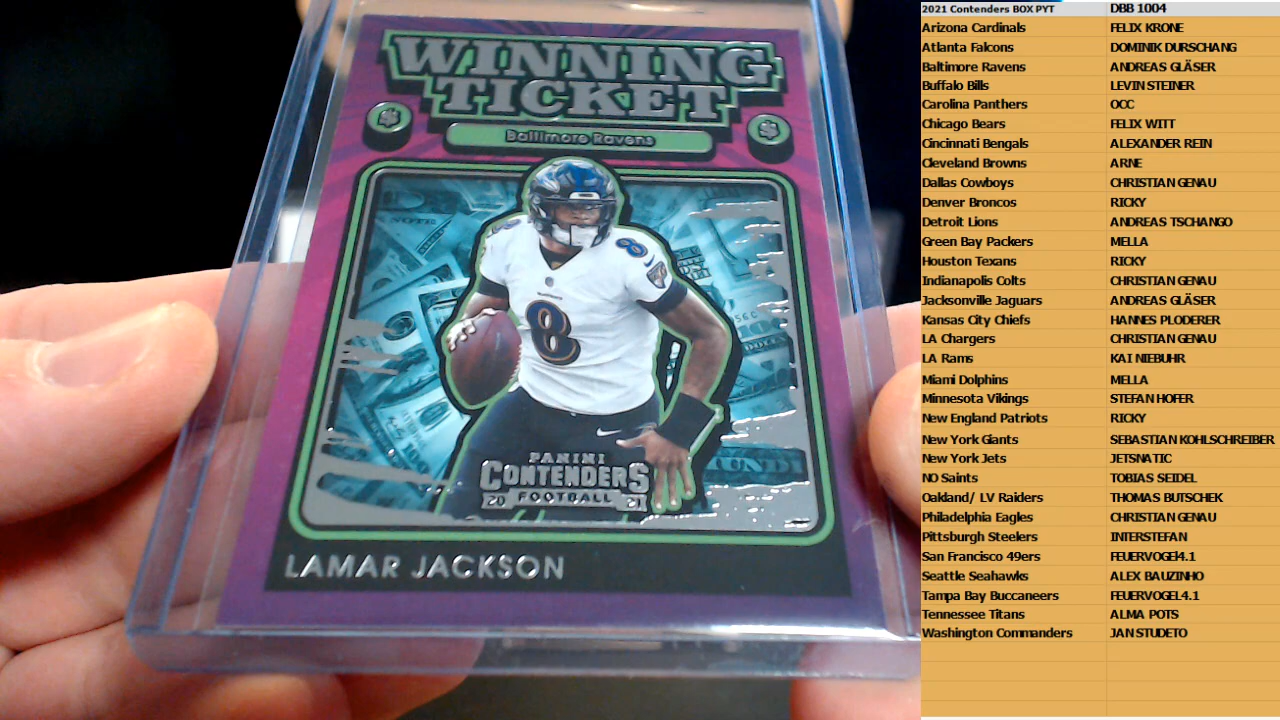 WINNING
TICKET
Baltimore Ravens
$
$
8
8
PANINI
CONTENDERS
20 FOOTBALL 21
LAMAR JACKSON
2021 Contenders BOX PYT DBB 1004
Arizona Cardinals FELIX KRONE
Atlanta Falcons DOMINIK DURSCHANG
Baltimore Ravens ANDREAS GLÄSER
Buffalo Bills LEVIN STEINER
Carolina Panthers OCC
Chicago Bears FELIX WITT
Cincinnati Bengals ALEXANDER REIN
Cleveland Browns ARNE
Dallas Cowboys CHRISTIAN GENAU
Denver Broncos RICKY
Detroit Lions ANDREAS TSCHANGO
Green Bay Packers MELLA
Houston Texans RICKY
Indianapolis Colts CHRISTIAN GENAU
Jacksonville Jaguars ANDREAS GLÄSER
Kansas City Chiefs HANNES PLODERER
LA Chargers CHRISTIAN GENAU
LA Rams KAI NIEBUHR
Miami Dolphins MELLA
Minnesota Vikings STEFAN HOFER
New England Patriots RICKY
New York Giants SEBASTIAN KOHLSCHREIBER
New York Jets JETSNATIC
NO Saints TOBIAS SEIDEL
Oakland/ LV Raiders THOMAS BUTSCHEK
Philadelphia Eagles CHRISTIAN GENAU
Pittsburgh Steelers INTERSTEFAN
San Francisco 49ers FEUERVOGEl4.1
Seattle Seahawks ALEX BAUZINHO
Tampa Bay Buccaneers FEUERVOGEL4.1
Tennessee Titans ALMA POTS
Washington Commanders JAN STUDETO